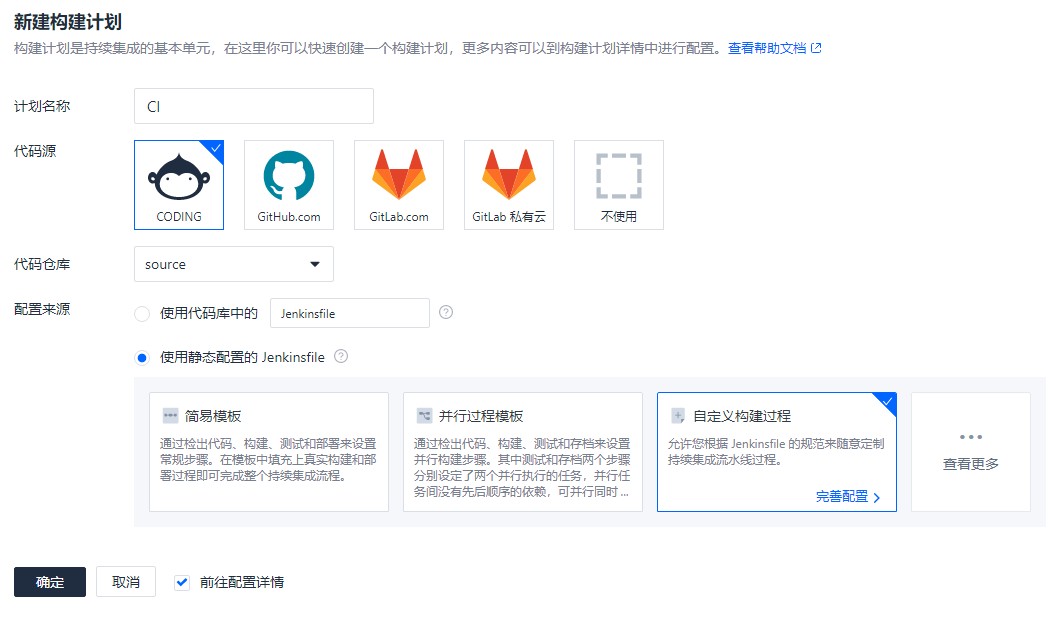 新建构建计划
构建计划是持续集成的基本单元，在这里你可以快速创建一个构建计划，更多内容可以到构建计划详情中进行配置。查看帮助文档
计划名称
CI
代码源
CODING
GitHub.com
GitLab.com
GitLab 私有云
不使用
代码仓库
source
配置来源
使用代码库中的
Jenkinsfile
使用静态配置的 Jenkinsfile
简易模板
通过检出代码、构建、测试和部署来设置
常规步骤。在模板中填充上真实构建和部
署过程即可完成整个持续集成流程。
并行过程模板
通过检出代码、构建、测试和存档来设置
并行构建步骤。其中测试和存档两个步骤
分别设定了两个并行执行的任务，并行任
务间没有先后顺序的依赖，可并行同时 ...
自定义构建过程
允许您根据 Jenkinsfile 的规范来随意定制
持续集成流水线过程。
完善配置
查看更多
确定
取消
前往配置详情